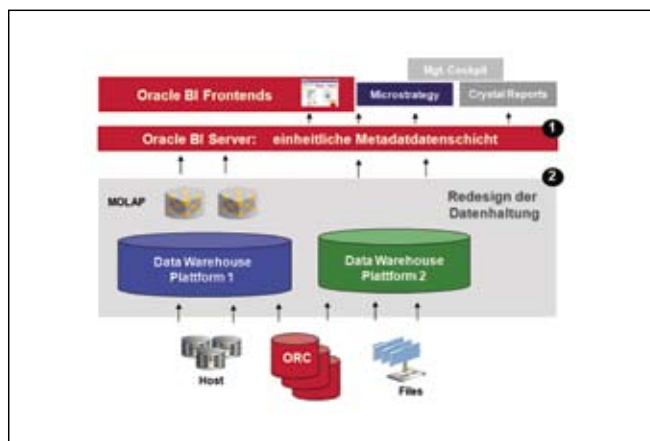 Mgt. Cockpit
Oracle BI Frontends
Microstrategy
Crystal Reports
Oracle BI Server: einheitliche Metadatdatenschicht
1
2
MOLAP
Redesign der
Datenhaltung
Data Warehouse
Plattform 1
Data Warehouse
Plattform 2
Host
ORC
Files